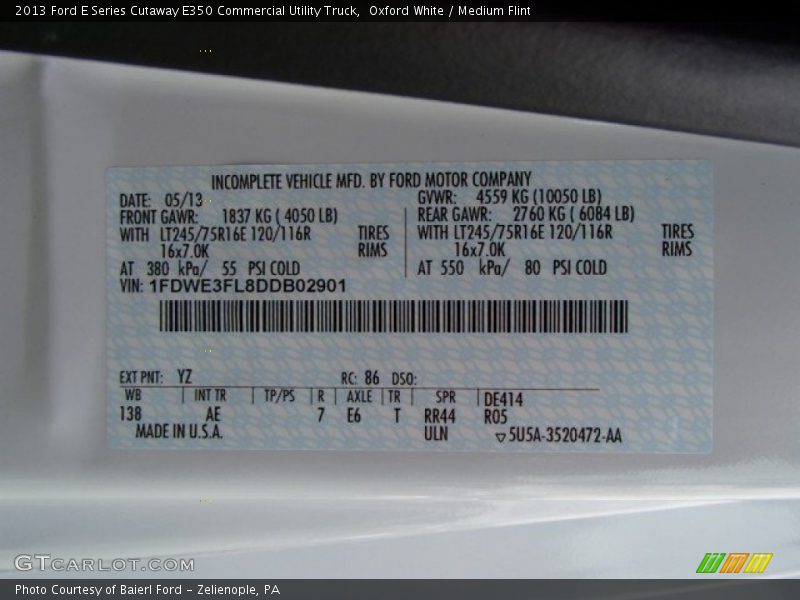 2013 Ford E Series Cutaway E350 Commercial Utility Truck,  Oxford White / Medium Flint
INCOMPLETE VEHICLE MFD. BY FORD MOTOR COMPANY
DATE: 05/13 GVWR: 4559 KG (10050 LB)
FRONT GAWR: 1837 KG ( 4050 LB) REAR GAWR: 2760 KG ( 6084 LB)
WITH LT245/75R16E 120/116R TIRES WITH LT245/75R16E 120/116R TIRES
16x7.0K RIMS 16x7.0K RIMS
AT 380 kPa/ 55 PSI COLD AT 550 kPa/ 80 PSI COLD
VIN: 1FDWE3FL8DDB02901
EXT PNT: YZ RC: 86 DSO:
WB INT TR TP/PS R AXLE TR SPR DE414
138 AE 7 E6 T RR44 R05
MADE IN U.S.A. ULN ▽5U5A-3520472-AA
GTCARLOT.COM
Photo Courtesy of Baierl Ford – Zelienople, PA